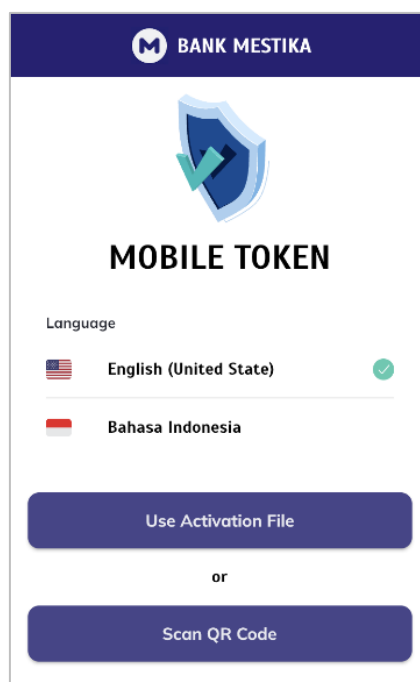 BANK MESTIKA
MOBILE TOKEN
Language
English (United State)
Bahasa Indonesia
Use Activation File
or
Scan QR Code